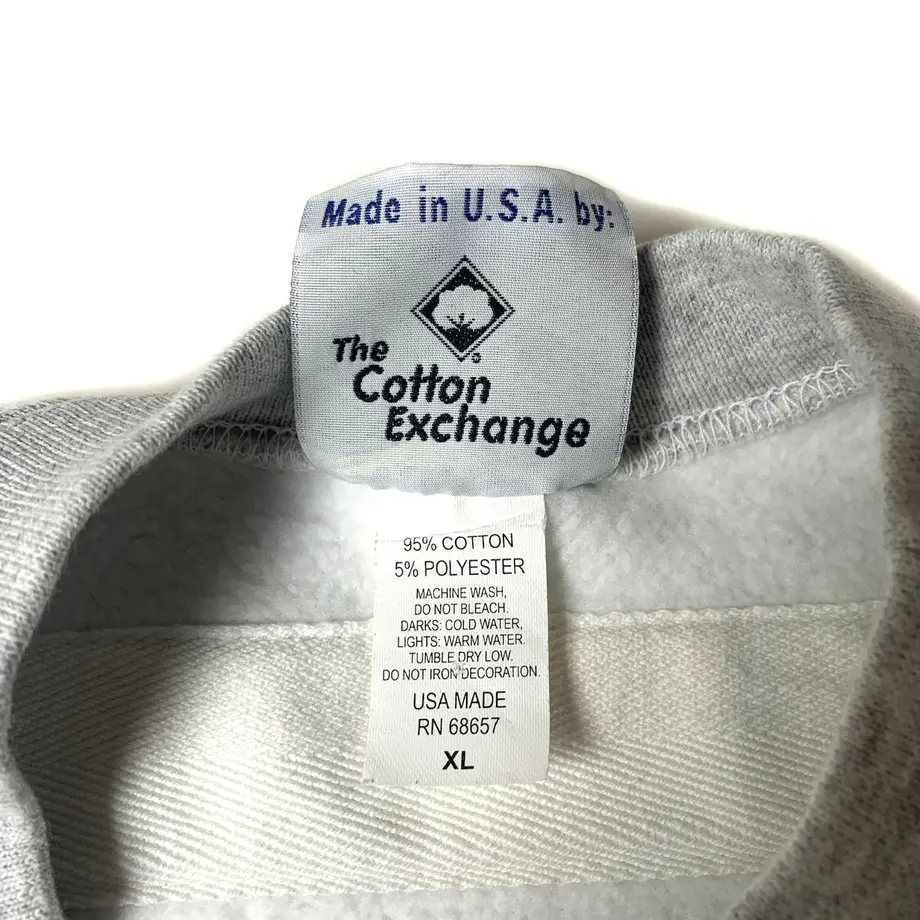 Made in U.S.A. by:
The
Cotton
Exchange
®
95% COTTON
5% POLYESTER
MACHINE WASH,
DO NOT BLEACH.
DARKS: COLD WATER,
LIGHTS: WARM WATER.
TUMBLE DRY LOW.
DO NOT IRON DECORATION.
USA MADE
RN 68657
XL